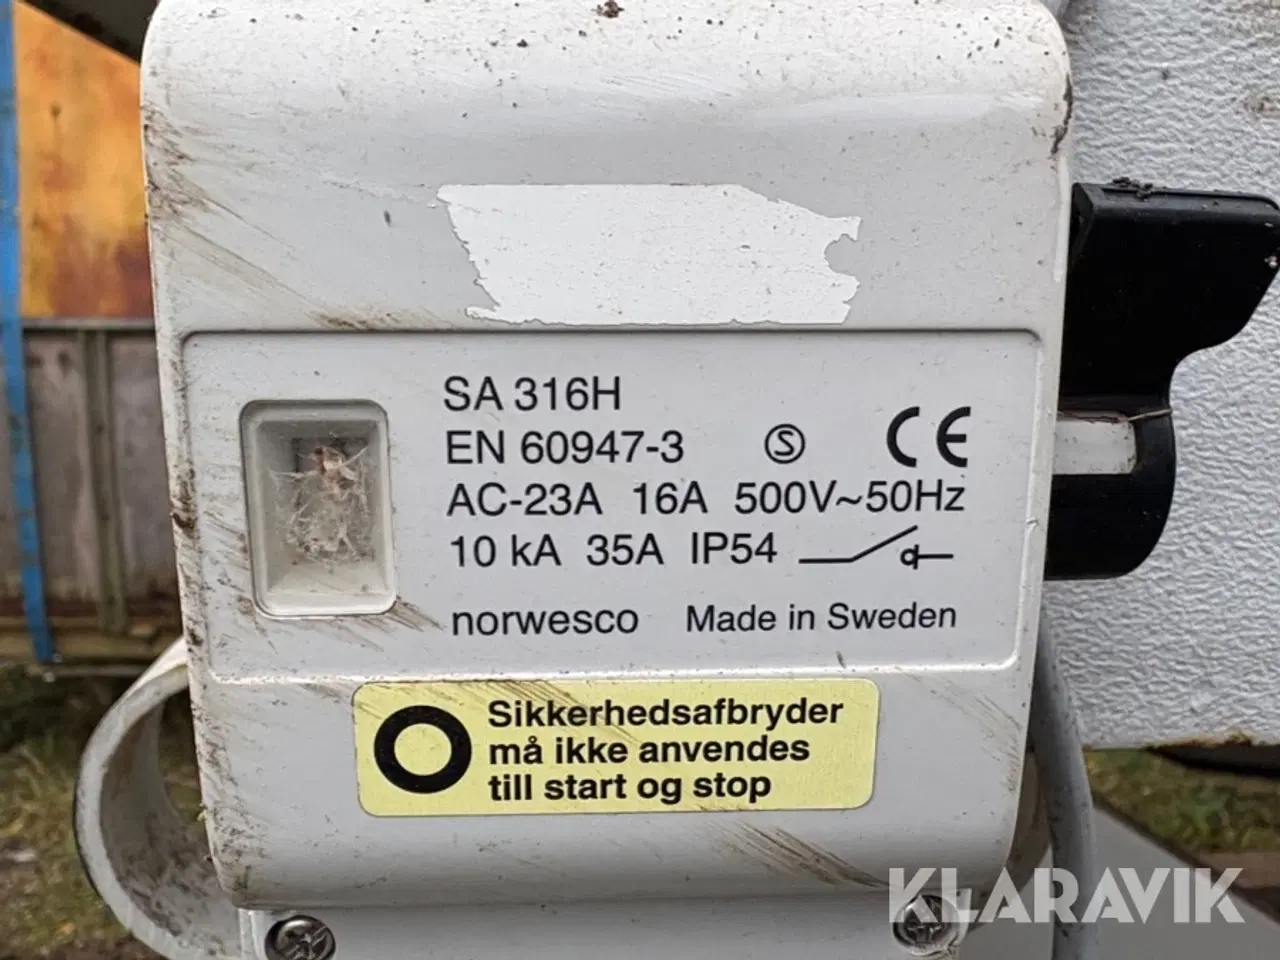 SA 316H
EN 60947-3 Ⓢ CE
AC-23A 16A 500V~50Hz
10 kA 35A IP54
norwesco Made in Sweden
Sikkerhedsafbryder
må ikke anvendes
till start og stop
KLARAVIK